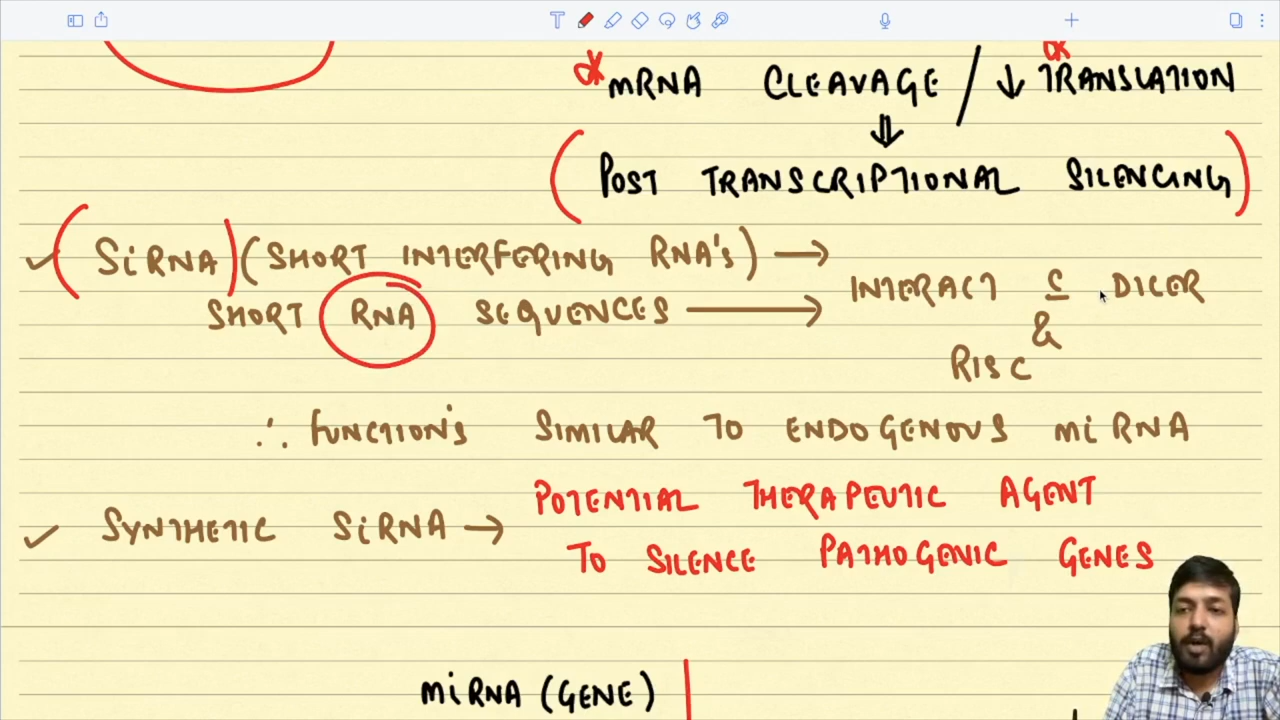 mRNA CLEAVAGE / ↓ TRANSLATION
⇓
(POST TRANSCRIPTIONAL SILENCING)
✓ (SiRNA) (SHORT INTERFERING RNA's) →
SHORT RNA SEQUENCES → INTERACT c̲ DICER
&
RISC
∴ FUNCTION'S SIMILAR TO ENDOGENOUS MiRNA
✓ SYNTHETIC SiRNA → POTENTIAL THERAPEUTIC AGENT
TO SILENCE PATHOGENIC GENES
MiRNA (GENE)